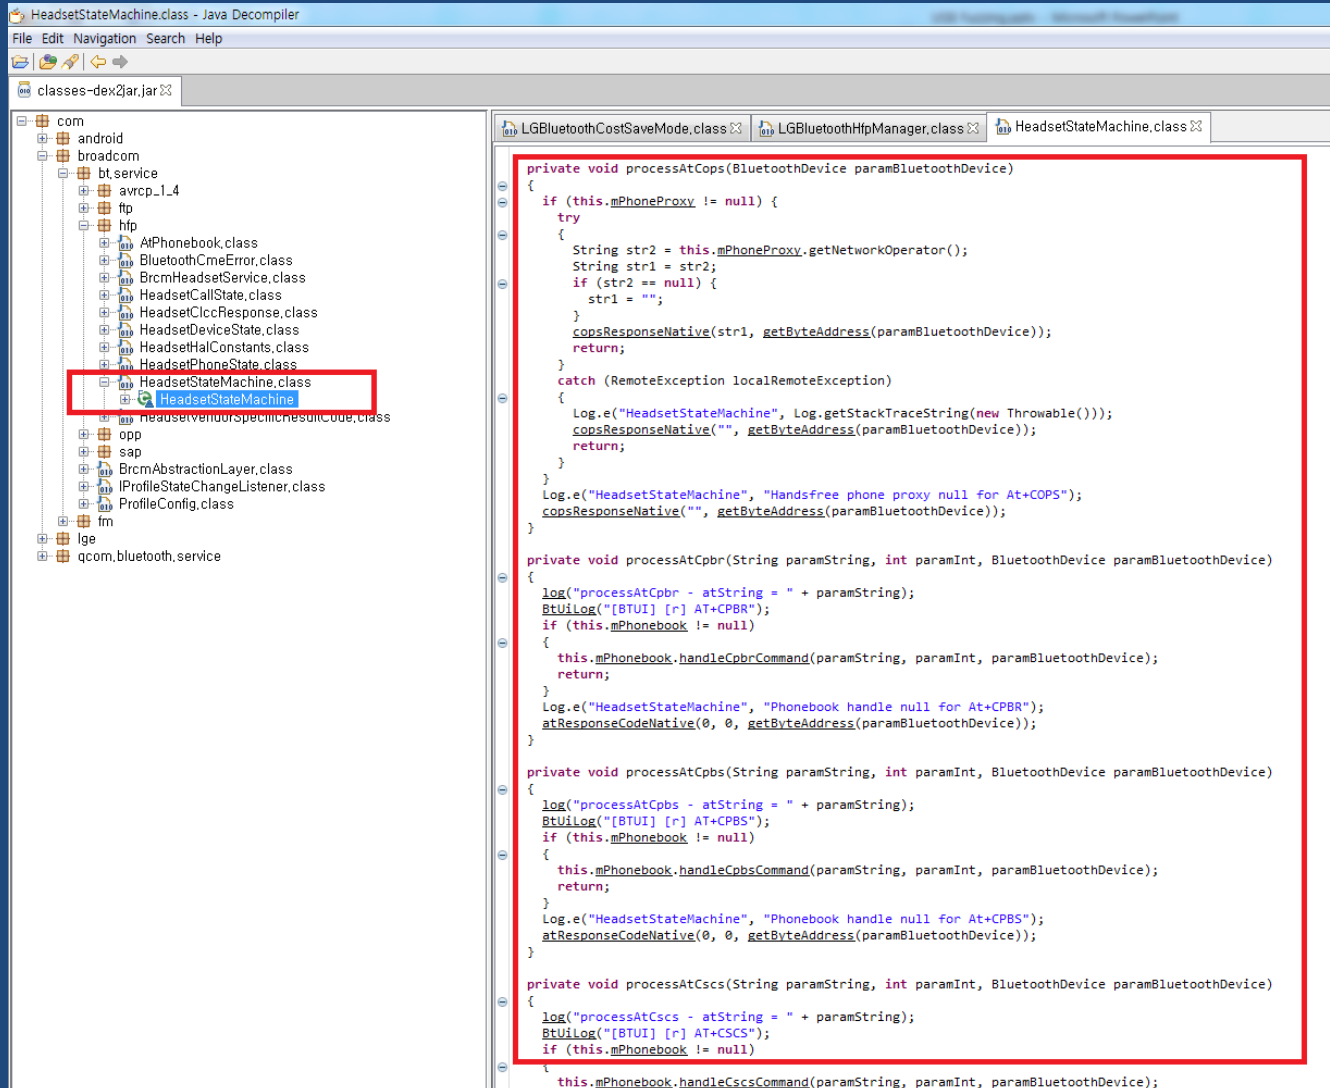 HeadsetStateMachine.class - Java Decompiler
File Edit Navigation Search Help
classes-dex2jar.jar
com
android
broadcom
bt.service
avrcp_1_4
ftp
hfp
AtPhonebook.class
BluetoothCmeError.class
BrcmHeadsetService.class
HeadsetCallState.class
HeadsetClccResponse.class
HeadsetDeviceState.class
HeadsetHalConstants.class
HeadsetPhoneState.class
HeadsetStateMachine.class
HeadsetStateMachine
HeadsetVendorSpecificResultCode.class
opp
sap
BrcmAbstractionLayer.class
IProfileStateChangeListener.class
ProfileConfig.class
fm
lge
qcom.bluetooth.service
LGBluetoothCostSaveMode.class LGBluetoothHfpManager.class HeadsetStateMachine.class
private void processAtCops(BluetoothDevice paramBluetoothDevice)
{
if (this.mPhoneProxy != null) {
try
{
String str2 = this.mPhoneProxy.getNetworkOperator();
String str1 = str2;
if (str2 == null) {
str1 = "";
}
copsResponseNative(str1, getByteAddress(paramBluetoothDevice));
return;
}
catch (RemoteException localRemoteException)
{
Log.e("HeadsetStateMachine", Log.getStackTraceString(new Throwable()));
copsResponseNative("", getByteAddress(paramBluetoothDevice));
return;
}
}
Log.e("HeadsetStateMachine", "Handsfree phone proxy null for At+COPS");
copsResponseNative("", getByteAddress(paramBluetoothDevice));
}
private void processAtCpbr(String paramString, int paramInt, BluetoothDevice paramBluetoothDevice)
{
log("processAtCpbr - atString = " + paramString);
BtUiLog("[BTUI] [r] AT+CPBR");
if (this.mPhonebook != null)
{
this.mPhonebook.handleCpbrCommand(paramString, paramInt, paramBluetoothDevice);
return;
}
Log.e("HeadsetStateMachine", "Phonebook handle null for At+CPBR");
atResponseCodeNative(0, 0, getByteAddress(paramBluetoothDevice));
}
private void processAtCpbs(String paramString, int paramInt, BluetoothDevice paramBluetoothDevice)
{
log("processAtCpbs - atString = " + paramString);
BtUiLog("[BTUI] [r] AT+CPBS");
if (this.mPhonebook != null)
{
this.mPhonebook.handleCpbsCommand(paramString, paramInt, paramBluetoothDevice);
return;
}
Log.e("HeadsetStateMachine", "Phonebook handle null for At+CPBS");
atResponseCodeNative(0, 0, getByteAddress(paramBluetoothDevice));
}
private void processAtCscs(String paramString, int paramInt, BluetoothDevice paramBluetoothDevice)
{
log("processAtCscs - atString = " + paramString);
BtUiLog("[BTUI] [r] AT+CSCS");
if (this.mPhonebook != null)
{
this.mPhonebook.handleCscsCommand(paramString, paramInt, paramBluetoothDevice);